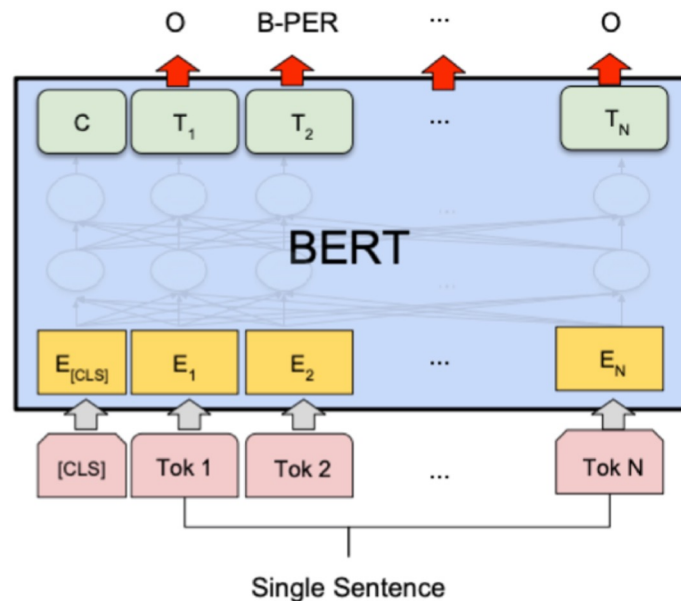 O B-PER ... O
C T1 T2 ... TN
...
BERT
...
E[CLS] E1 E2 ... EN
[CLS] Tok 1 Tok 2 ... Tok N
Single Sentence